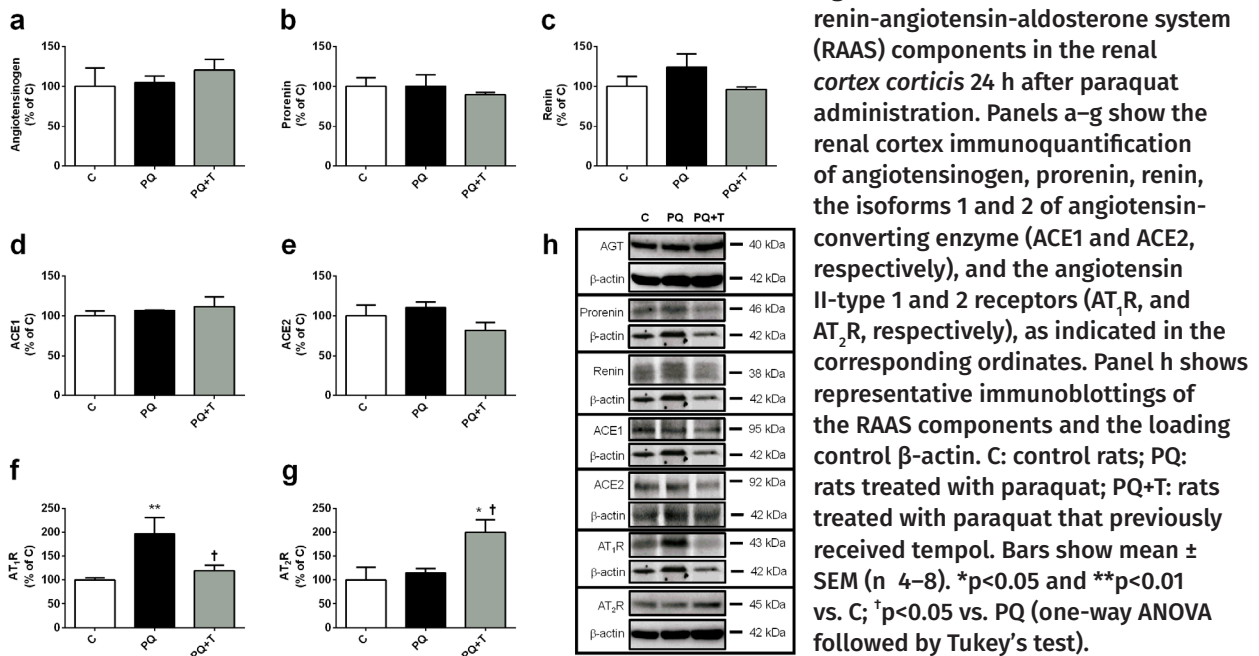 a
Angiotensinogen
(% of C)
150
100
50
0
C
PQ
PQ+T
b
Prorenin
(% of C)
150
100
50
0
C
PQ
PQ+T
c
Renin
(% of C)
150
100
50
0
C
PQ
PQ+T
d
ACE1
(% of C)
150
100
50
0
C
PQ
PQ+T
e
ACE2
(% of C)
150
100
50
0
C
PQ
PQ+T
f
AT₁R
(% of C)
250
200
150
100
50
0
**
†
C
PQ
PQ+T
g
AT₂R
(% of C)
250
200
150
100
50
0
* †
C
PQ
PQ+T
h
C PQ PQ+T
AGT 40 kDa
β-actin 42 kDa
Prorenin 46 kDa
β-actin 42 kDa
Renin 38 kDa
β-actin 42 kDa
ACE1 95 kDa
β-actin 42 kDa
ACE2 92 kDa
β-actin 42 kDa
AT₁R 43 kDa
β-actin 42 kDa
AT₂R 45 kDa
β-actin 42 kDa
renin-angiotensin-aldosterone system
(RAAS) components in the renal
cortex corticis 24 h after paraquat
administration. Panels a–g show the
renal cortex immunoquantification
of angiotensinogen, prorenin, renin,
the isoforms 1 and 2 of angiotensin-
converting enzyme (ACE1 and ACE2,
respectively), and the angiotensin
II-type 1 and 2 receptors (AT₁R, and
AT₂R, respectively), as indicated in the
corresponding ordinates. Panel h shows
representative immunoblottings of
the RAAS components and the loading
control β-actin. C: control rats; PQ:
rats treated with paraquat; PQ+T: rats
treated with paraquat that previously
received tempol. Bars show mean ±
SEM (n 4–8). *p<0.05 and **p<0.01
vs. C; †p<0.05 vs. PQ (one-way ANOVA
followed by Tukey's test).